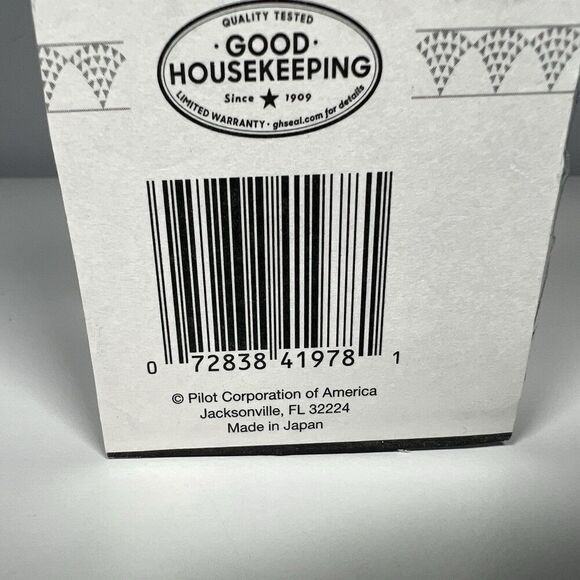 QUALITY TESTED
• GOOD •
HOUSEKEEPING
Since ★ 1909
LIMITED WARRANTY • ghseal.com for details
0 72838 41978 1
© Pilot Corporation of America
Jacksonville, FL 32224
Made in Japan